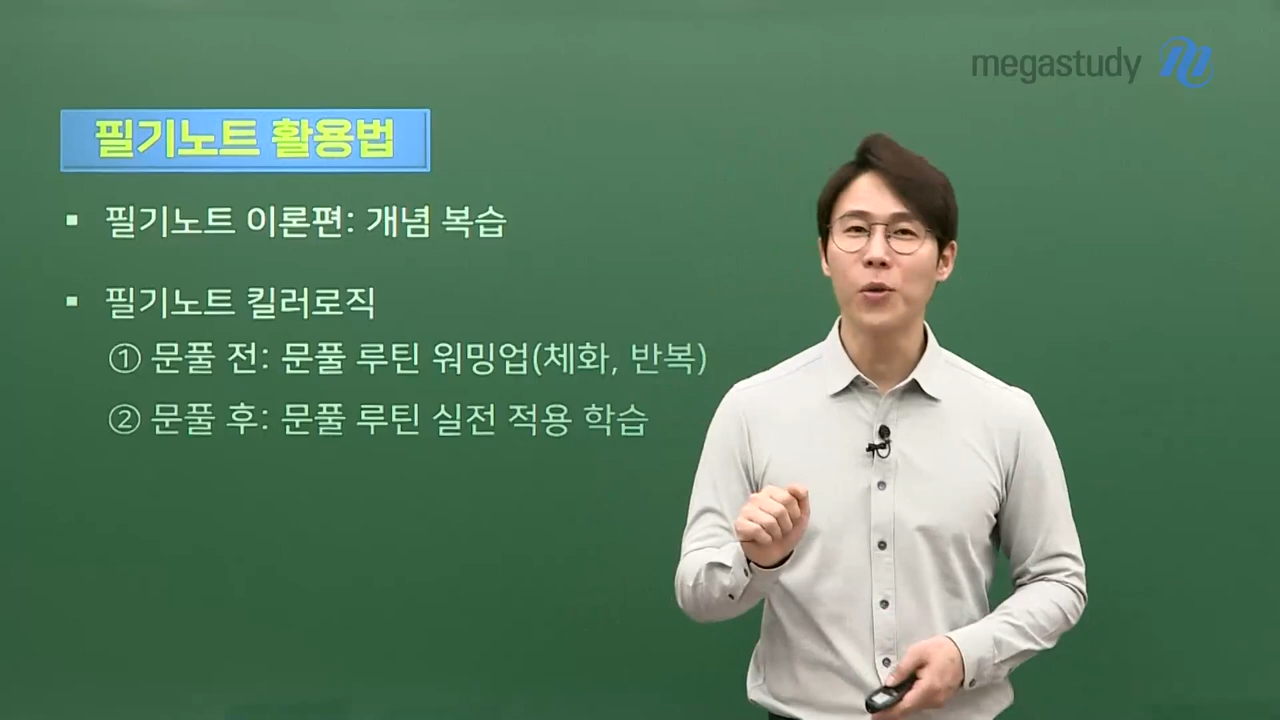 megastudy
필기노트 활용법
▪ 필기노트 이론편: 개념 복습
▪ 필기노트 킬러로직
① 문풀 전: 문풀 루틴 워밍업(체화, 반복)
② 문풀 후: 문풀 루틴 실전 적용 학습